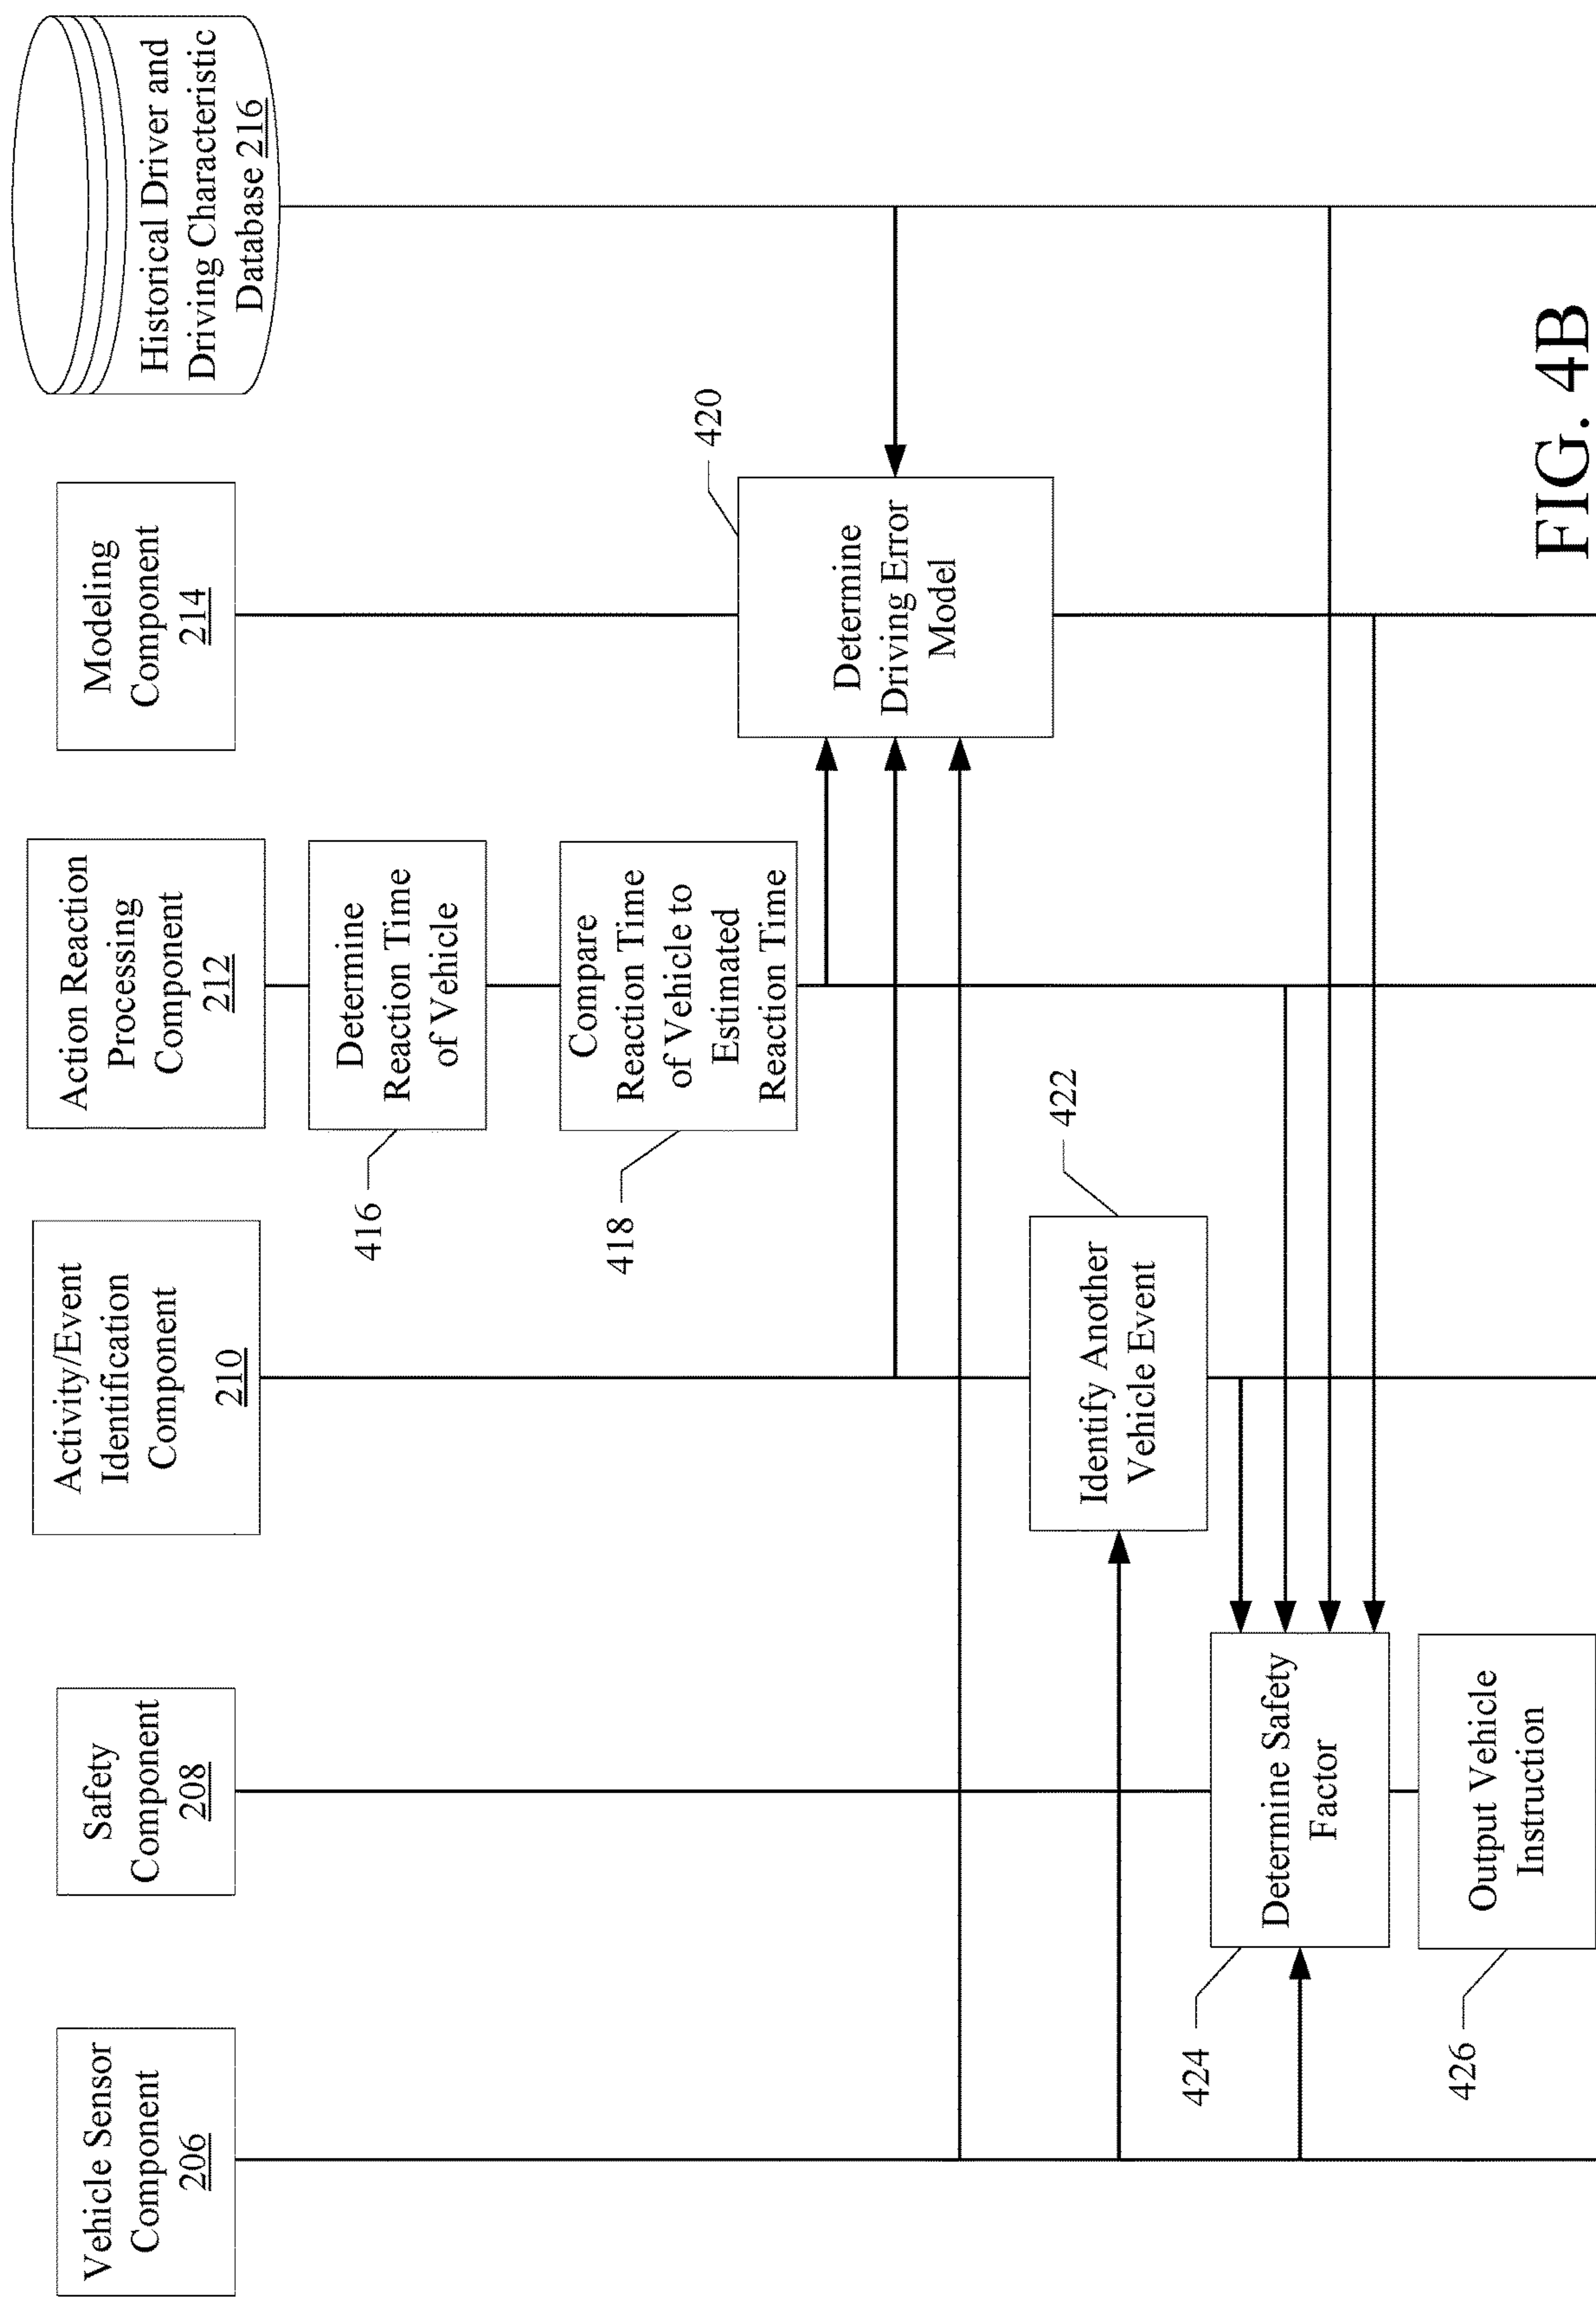 Vehicle Sensor
Component
206
Safety
Component
208
Activity/Event
Identification
Component
210
Action Reaction
Processing
Component
212
Modeling
Component
214
Historical Driver and
Driving Characteristic
Database 216
416
Determine
Reaction Time
of Vehicle
418
Compare
Reaction Time
of Vehicle to
Estimated
Reaction Time
420
Determine
Driving Error
Model
422
Identify Another
Vehicle Event
424
Determine Safety
Factor
426
Output Vehicle
Instruction
FIG. 4B